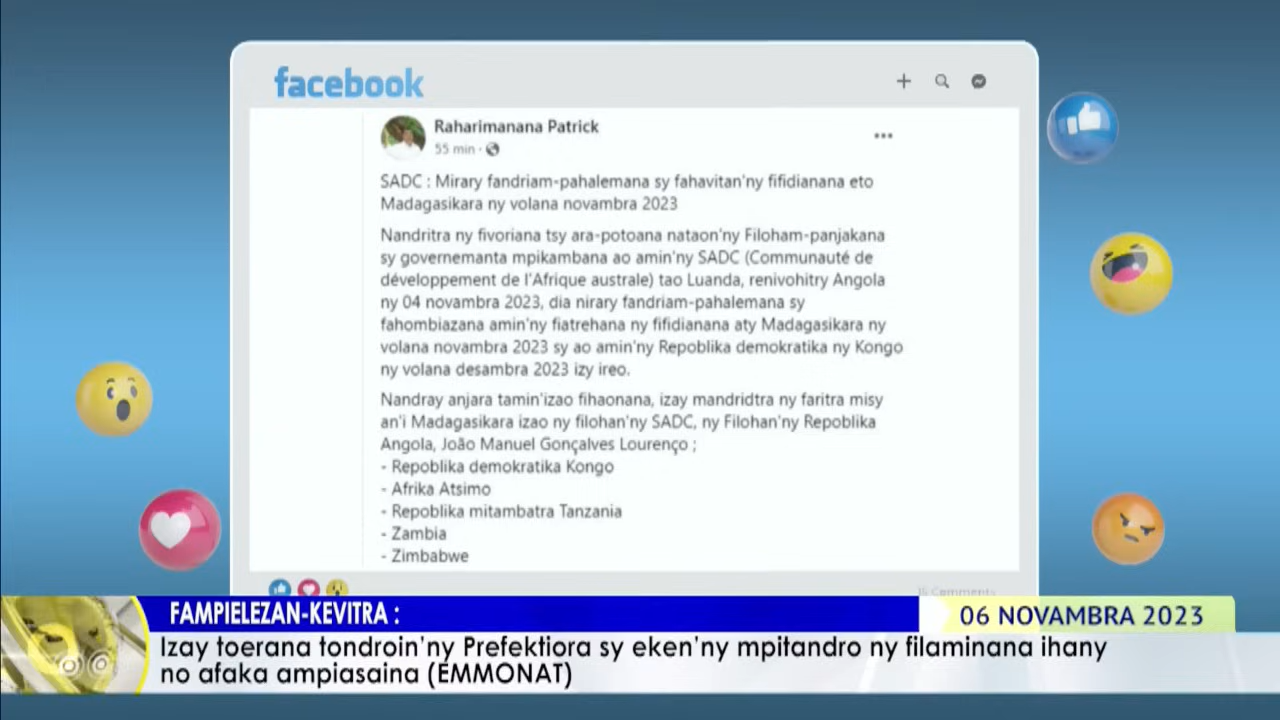 facebook
Raharimanana Patrick
55 min ·
SADC : Mirary fandriam-pahalemana sy fahavitan'ny fifidianana eto
Madagasikara ny volana novambra 2023
Nandritra ny fivoriana tsy ara-potoana nataon'ny Filoham-panjakana
sy governemanta mpikambana ao amin'ny SADC (Communauté de
développement de l'Afrique australe) tao Luanda, renivohitry Angola
ny 04 novambra 2023, dia nirary fandriam-pahalemana sy
fahombiazana amin'ny fiatrehana ny fifidianana aty Madagasikara ny
volana novambra 2023 sy ao amin'ny Repoblika demokratika ny Kongo
ny volana desambra 2023 izy ireo.
Nandray anjara tamin'izao fihaonana, izay mandridtra ny faritra misy
an'i Madagasikara izao ny filohan'ny SADC, ny Filohan'ny Repoblika
Angola, João Manuel Gonçalves Lourenço ;
- Repoblika demokratika Kongo
- Afrika Atsimo
- Repoblika mitambatra Tanzania
- Zambia
- Zimbabwe
Comments
FAMPIELEZAN-KEVITRA :
06 NOVAMBRA 2023
Izay toerana tondroin'ny Prefektiora sy eken'ny mpitandro ny filaminana ihany
no afaka ampiasaina (EMMONAT)